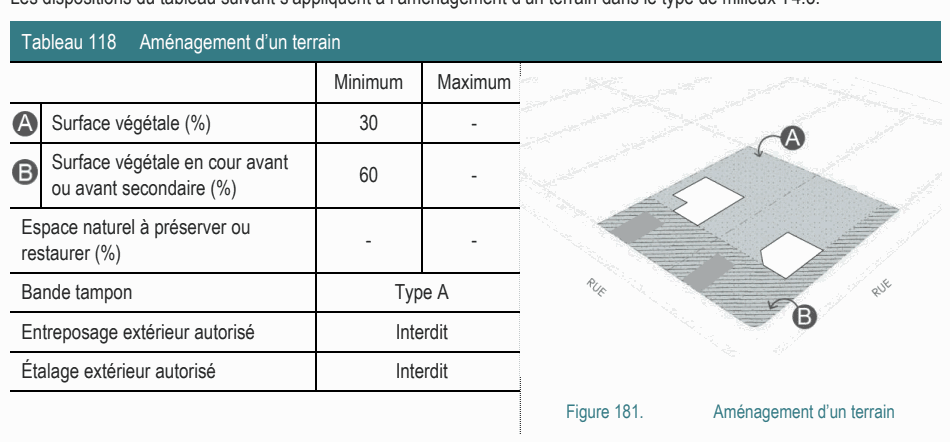 Les dispositions du tableau suivant s'appliquent à l'aménagement d'un terrain dans le type de milieux T4.3.
Tableau 118 Aménagement d'un terrain
Minimum Maximum
A Surface végétale (%) 30 -
B Surface végétale en cour avant
ou avant secondaire (%) 60 -
Espace naturel à préserver ou
restaurer (%) - -
Bande tampon Type A
Entreposage extérieur autorisé Interdit
Étalage extérieur autorisé Interdit
A
RUE
RUE
B
Figure 181. Aménagement d'un terrain